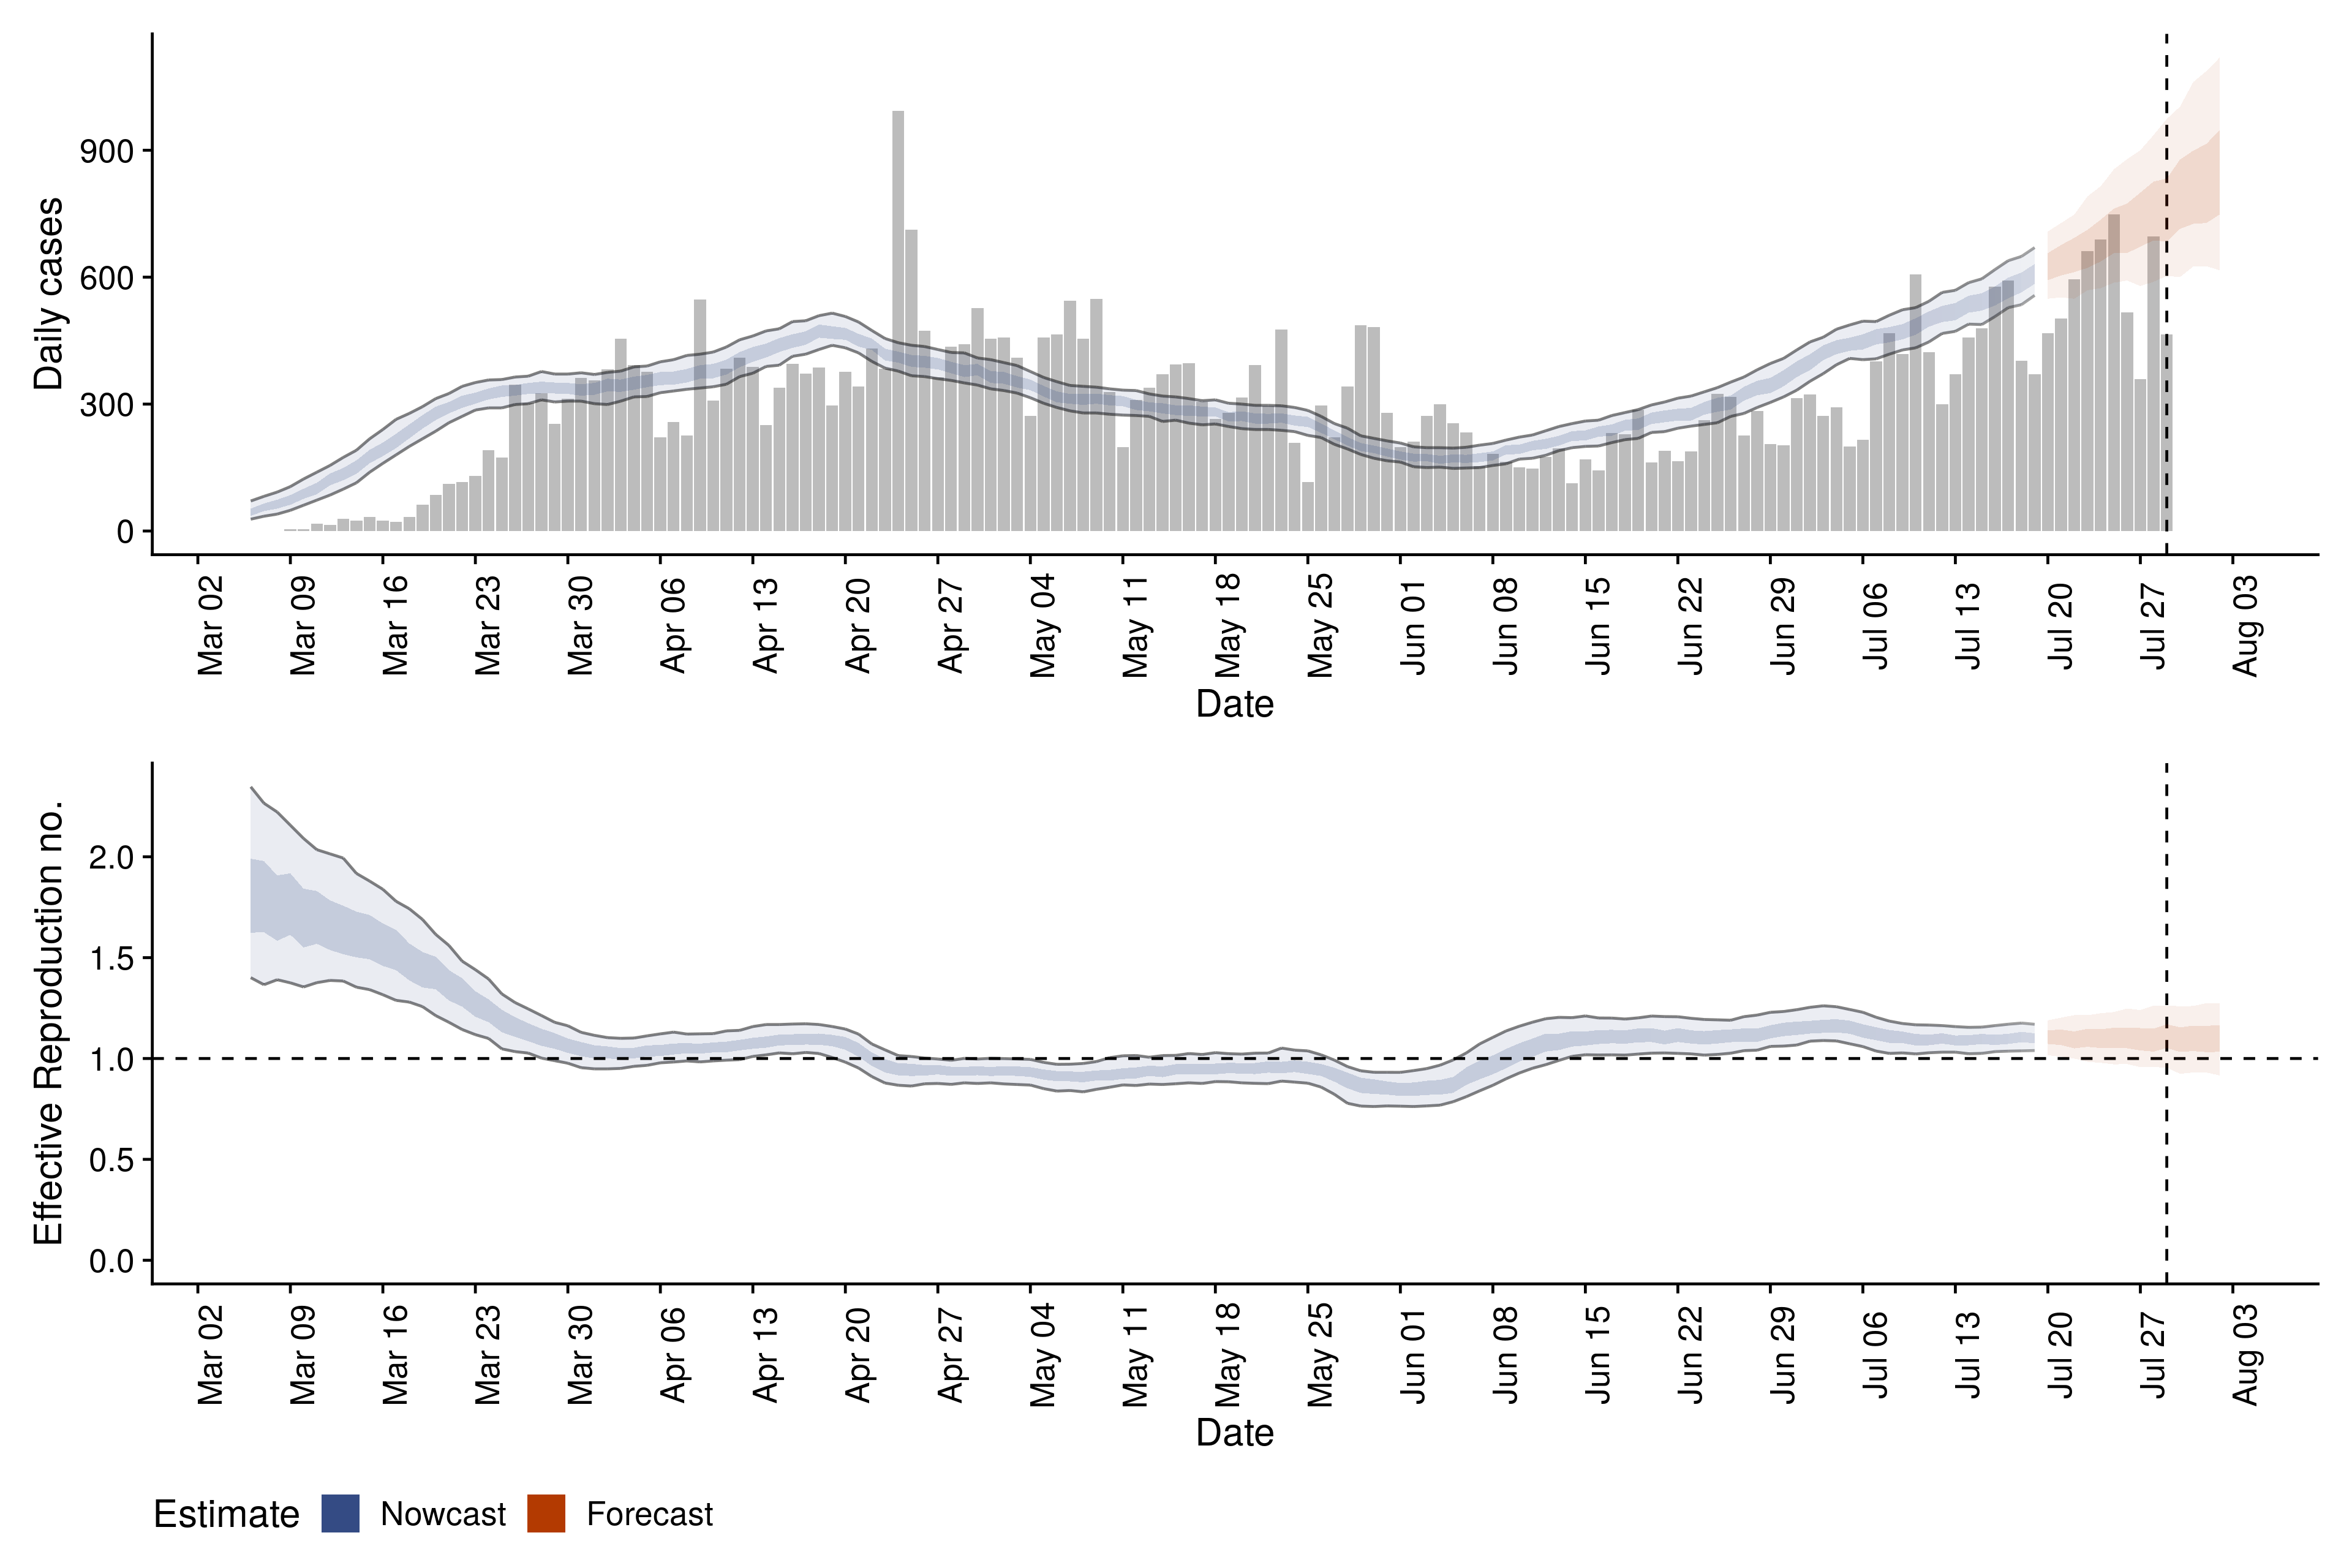 Daily cases
900
600
300
0
Mar 02 Mar 09 Mar 16 Mar 23 Mar 30 Apr 06 Apr 13 Apr 20 Apr 27 May 04 May 11 May 18 May 25 Jun 01 Jun 08 Jun 15 Jun 22 Jun 29 Jul 06 Jul 13 Jul 20 Jul 27 Aug 03
Date
Effective Reproduction no.
2.0
1.5
1.0
0.5
0.0
Mar 02 Mar 09 Mar 16 Mar 23 Mar 30 Apr 06 Apr 13 Apr 20 Apr 27 May 04 May 11 May 18 May 25 Jun 01 Jun 08 Jun 15 Jun 22 Jun 29 Jul 06 Jul 13 Jul 20 Jul 27 Aug 03
Date
Estimate Nowcast Forecast